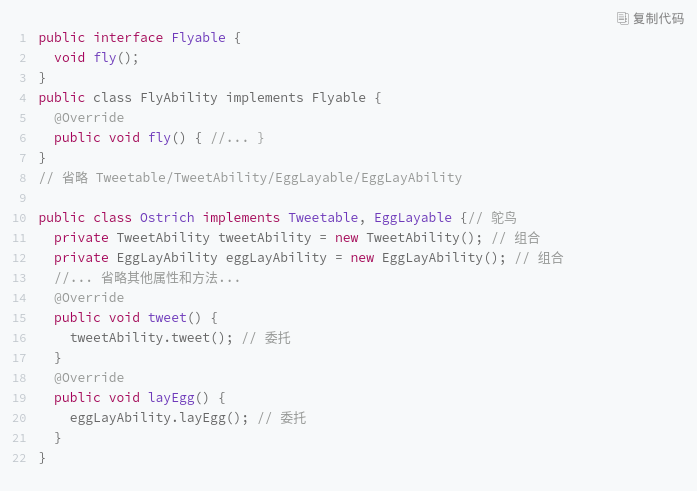 复制代码
1 public interface Flyable {
2   void fly();
3 }
4 public class FlyAbility implements Flyable {
5   @Override
6   public void fly() { //... }
7 }
8 // 省略 Tweetable/TweetAbility/EggLayable/EggLayAbility
9
10 public class Ostrich implements Tweetable, EggLayable {// 鸵鸟
11   private TweetAbility tweetAbility = new TweetAbility(); // 组合
12   private EggLayAbility eggLayAbility = new EggLayAbility(); // 组合
13   //... 省略其他属性和方法...
14   @Override
15   public void tweet() {
16     tweetAbility.tweet(); // 委托
17   }
18   @Override
19   public void layEgg() {
20     eggLayAbility.layEgg(); // 委托
21   }
22 }